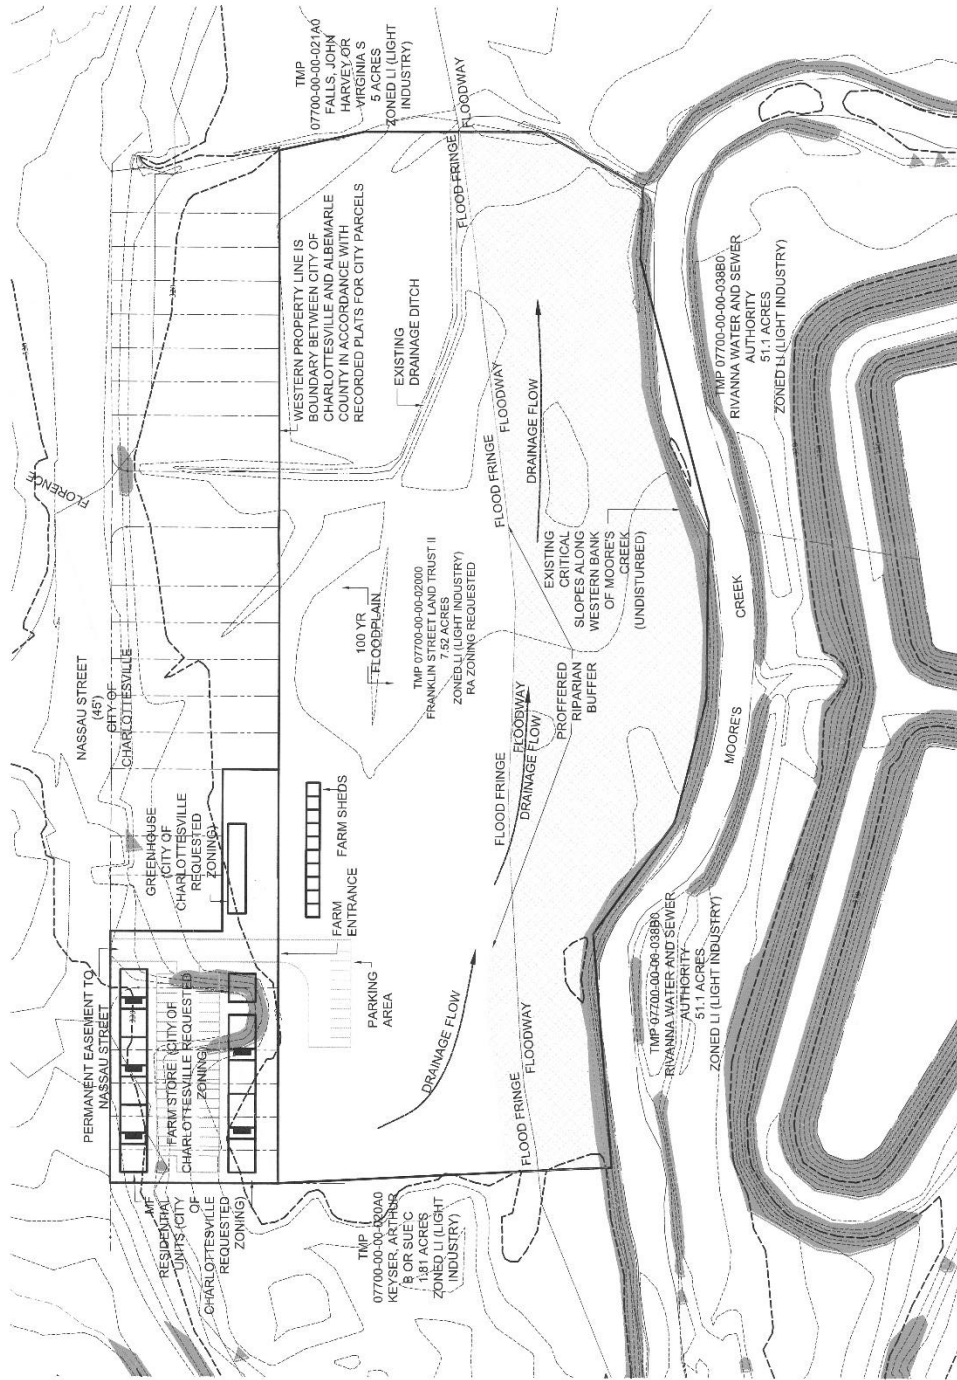 TMP
07700-00-00-021A0
FALLS, JOHN
HARVEY OR
VIRGINIA S
5 ACRES
ZONED LI (LIGHT
INDUSTRY)
FLOOD FRINGE
FLOODWAY
WESTERN PROPERTY LINE IS
BOUNDARY BETWEEN CITY OF
CHARLOTTESVILLE AND ALBEMARLE
COUNTY IN ACCORDANCE WITH
RECORDED PLATS FOR CITY PARCELS
EXISTING
DRAINAGE DITCH
FLORENCE
NASSAU STREET
(45')
CITY OF
CHARLOTTESVILLE
100 YR
FLOODPLAIN
TMP 07700-00-00-02000
FRANKLIN STREET LAND TRUST II
7.52 ACRES
ZONED LI (LIGHT INDUSTRY)
RA ZONING REQUESTED
FLOOD FRINGE
FLOODWAY
DRAINAGE FLOW
EXISTING
CRITICAL
SLOPES ALONG
WESTERN BANK
OF MOORE'S
CREEK
(UNDISTURBED)
PROFFERED
RIPARIAN
BUFFER
TMP 07700-00-00-038B0
RIVANNA WATER AND SEWER
AUTHORITY
51.1 ACRES
ZONED LI (LIGHT INDUSTRY)
MOORE'S
CREEK
GREENHOUSE
(CITY OF
CHARLOTTESVILLE
REQUESTED
ZONING)
FARM SHEDS
FARM
ENTRANCE
PARKING
AREA
FLOOD FRINGE
FLOODWAY
DRAINAGE FLOW
PERMANENT EASEMENT TO
NASSAU STREET
FARM STORE (CITY OF
CHARLOTTESVILLE REQUESTED
ZONING
MF
RESIDENTIAL
UNITS (CITY
OF
CHARLOTTESVILLE
REQUESTED
ZONING)
DRAINAGE FLOW
FLOOD FRINGE
FLOODWAY
TMP
07700-00-00-020A0
KEYSER, ARTHUR
B OR SUE C
1.81 ACRES
ZONED LI (LIGHT
INDUSTRY)
TMP 07700-00-00-038B0
RIVANNA WATER AND SEWER
AUTHORITY
51.1 ACRES
ZONED LI (LIGHT INDUSTRY)